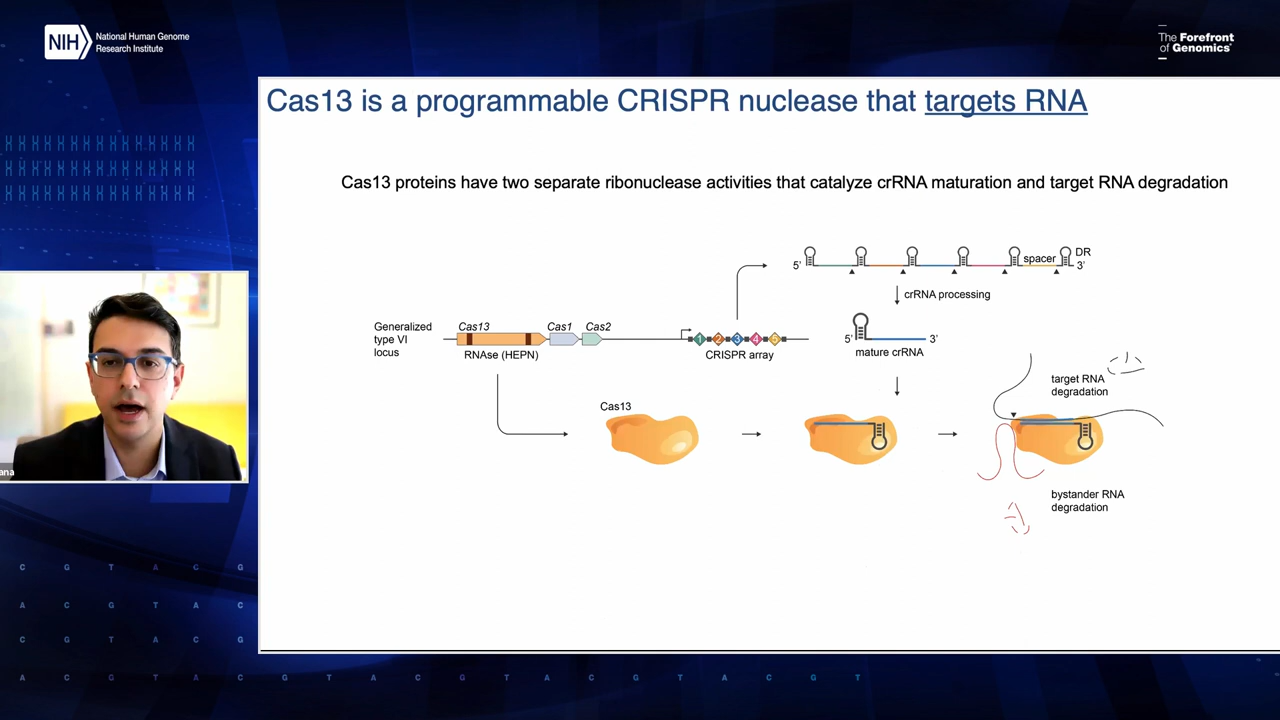 NIH
National Human Genome
Research Institute
The Forefront
of Genomics®
Cas13 is a programmable CRISPR nuclease that targets RNA
Cas13 proteins have two separate ribonuclease activities that catalyze crRNA maturation and target RNA degradation
5' spacer DR 3'
crRNA processing
Generalized
type VI
locus
Cas13 Cas1 Cas2
RNAse (HEPN)
1 2 3 4 5
CRISPR array
5' 3'
mature crRNA
target RNA
degradation
Cas13
bystander RNA
degradation
ana
C G T A C G
A C G T A C
C G T A C G
A C G T A C G T A C G T A C G T A C G T